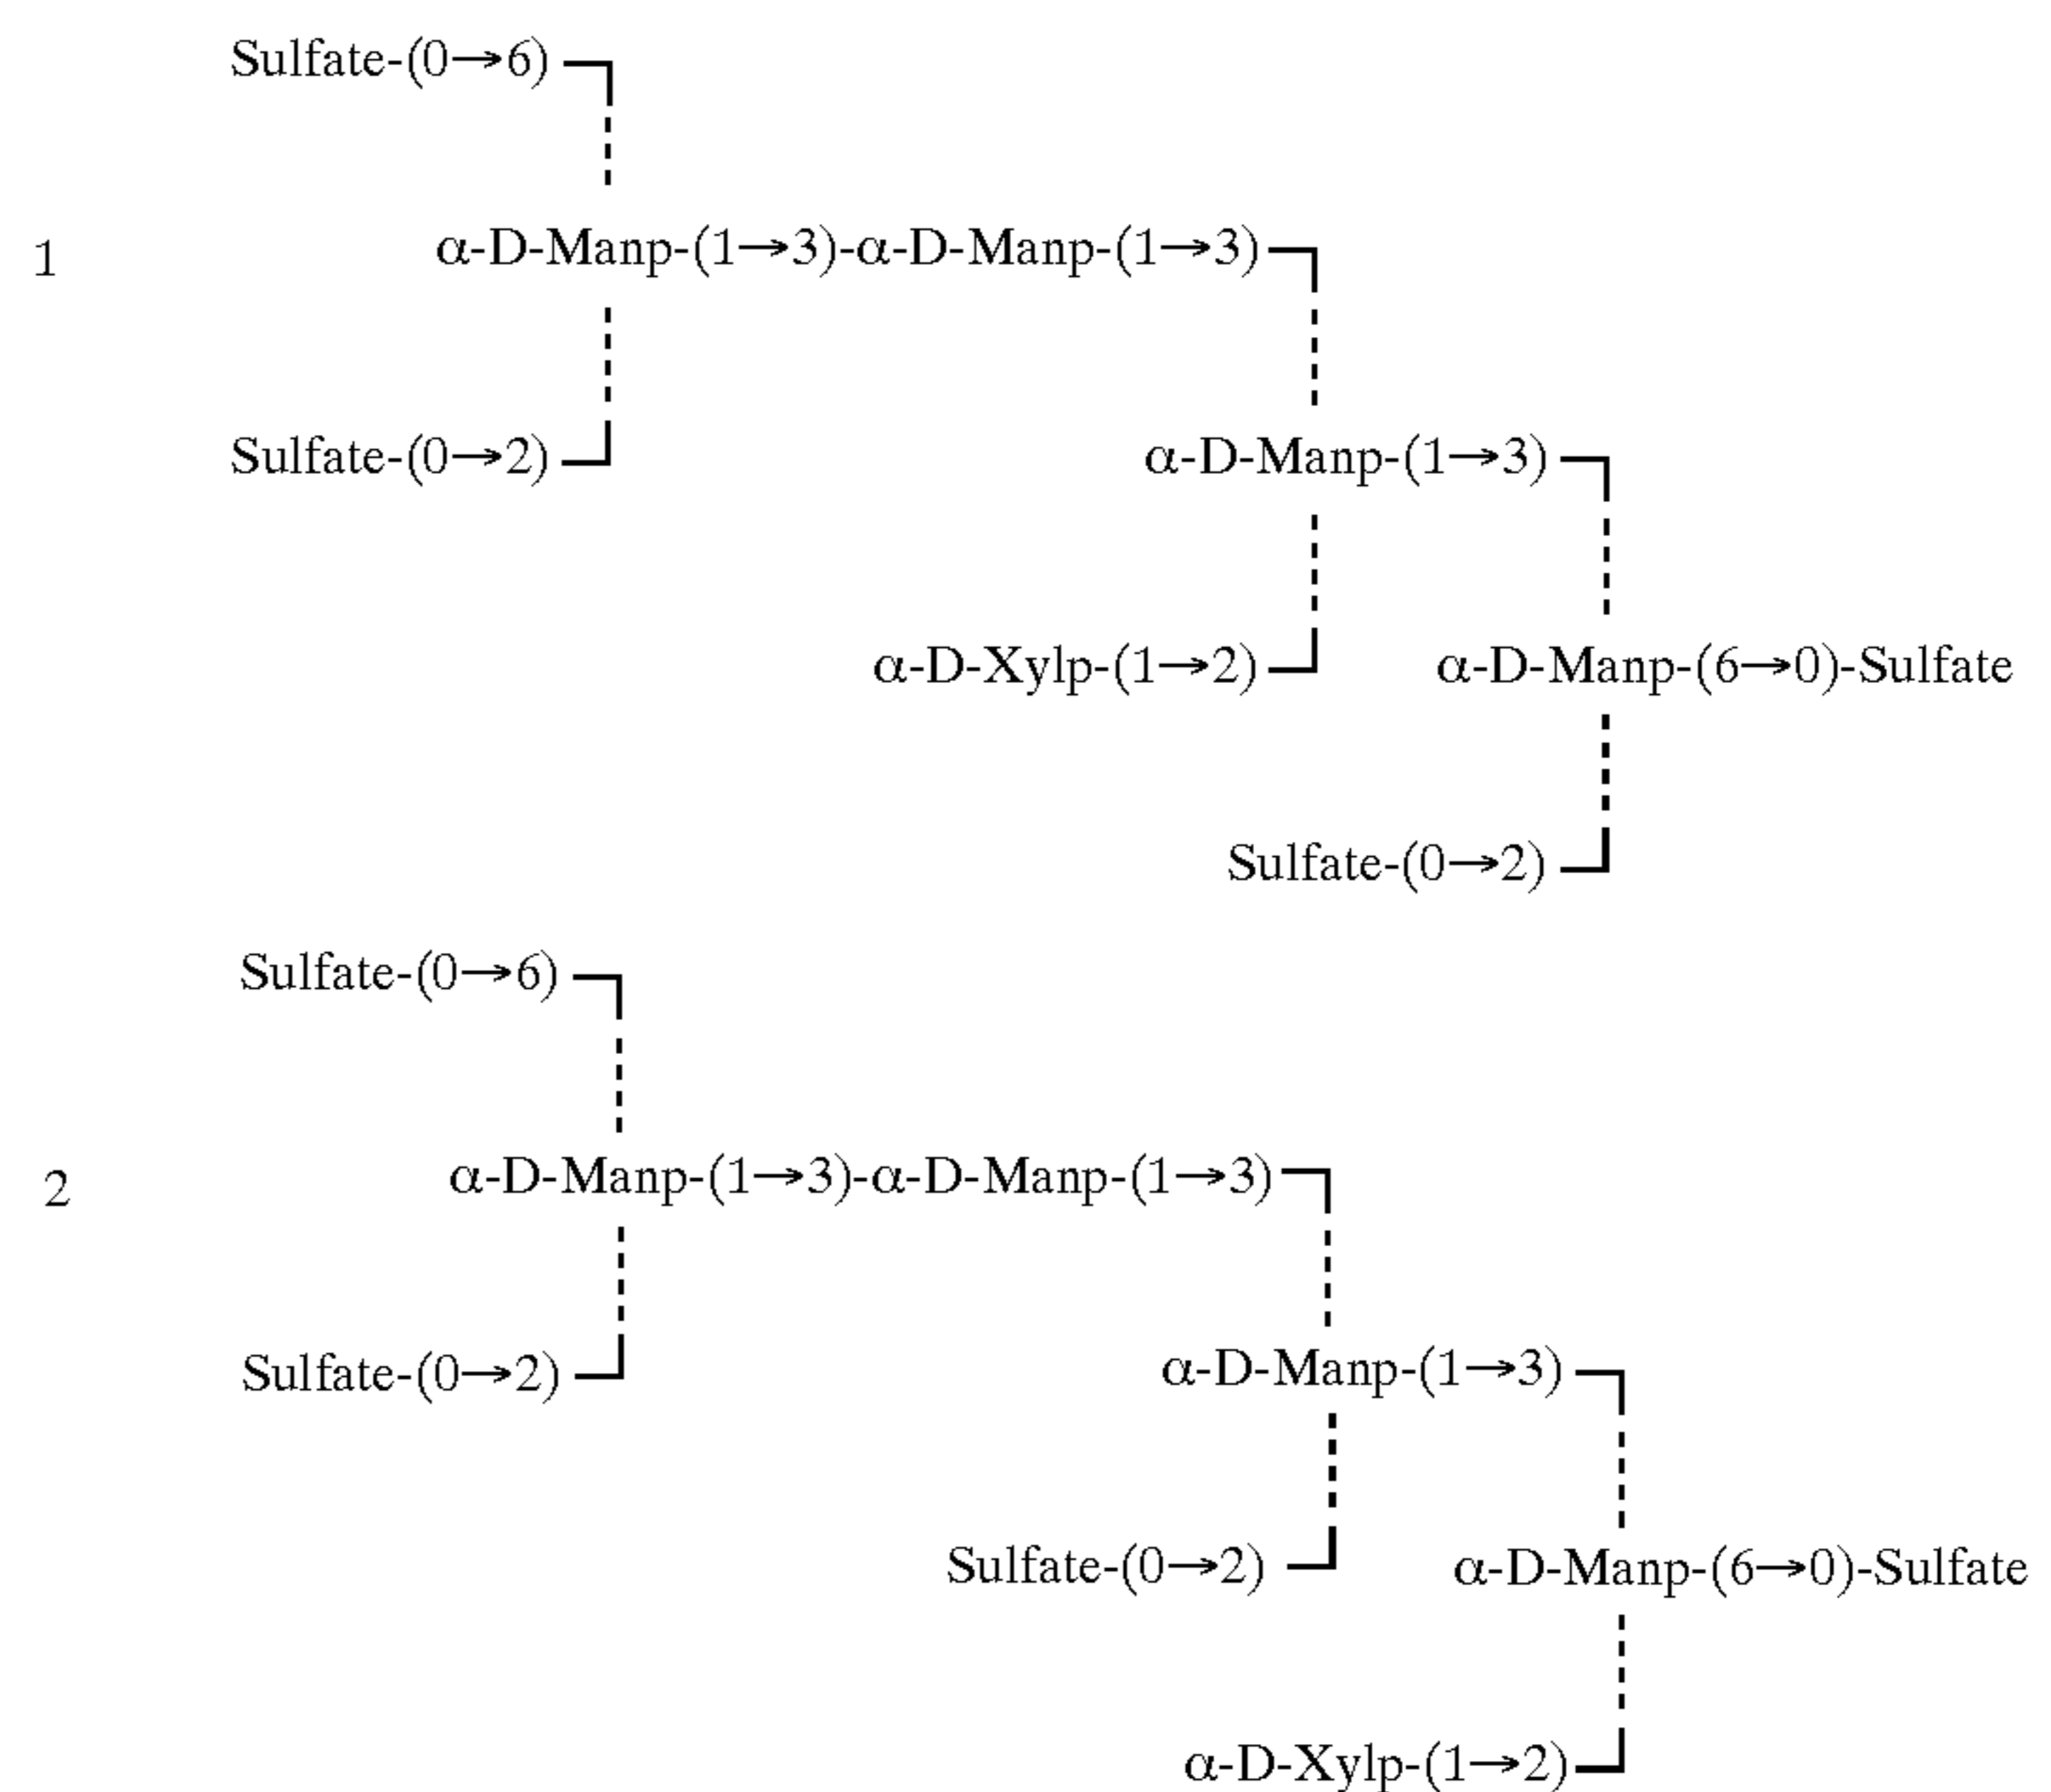 Sulfate-(0→6)
1
α-D-Manp-(1→3)-α-D-Manp-(1→3)
Sulfate-(0→2)
α-D-Manp-(1→3)
α-D-Xylp-(1→2)
α-D-Manp-(6→0)-Sulfate
Sulfate-(0→2)
Sulfate-(0→6)
2
α-D-Manp-(1→3)-α-D-Manp-(1→3)
Sulfate-(0→2)
α-D-Manp-(1→3)
Sulfate-(0→2)
α-D-Manp-(6→0)-Sulfate
α-D-Xylp-(1→2)